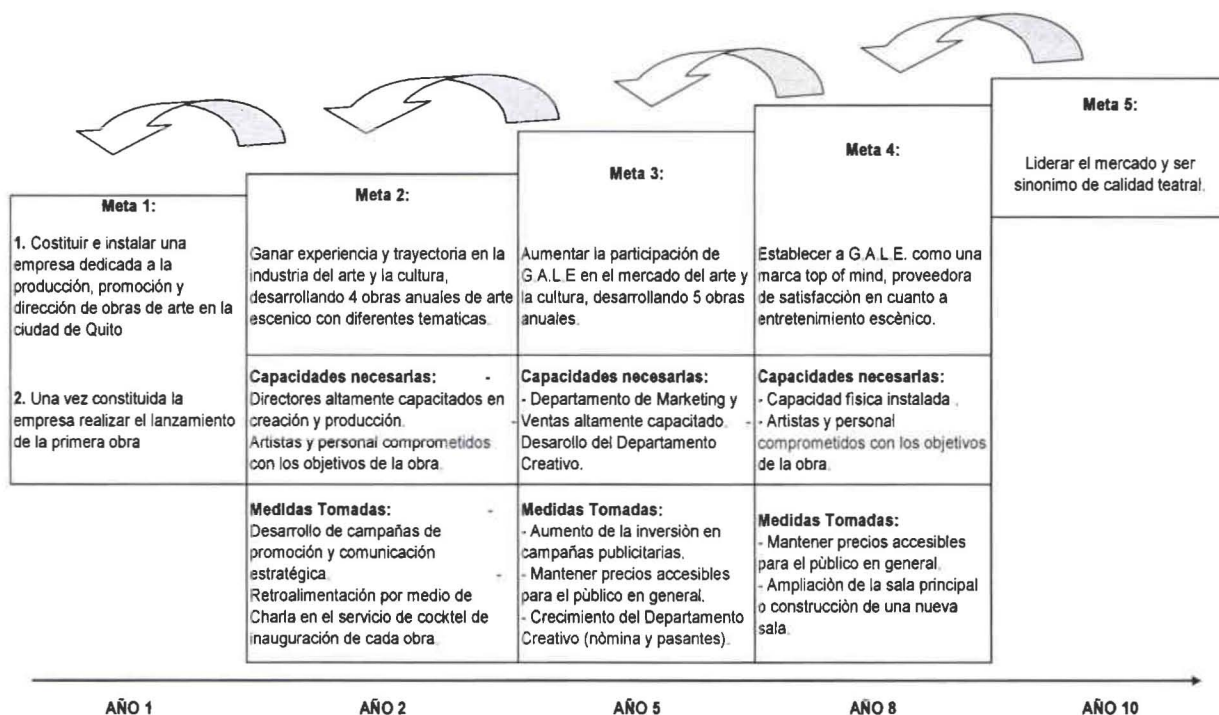 Meta 1:
1. Costituir e instalar una
empresa dedicada a la
producción, promoción y
dirección de obras de arte en la
ciudad de Quito
2. Una vez constituida la
empresa realizar el lanzamiento
de la primera obra
Meta 2:
Ganar experiencia y trayectoria en la
industria del arte y la cultura,
desarrollando 4 obras anuales de arte
escenico con diferentes tematicas.
Capacidades necesarias: -
Directores altamente capacitados en
creación y producción. -
Artistas y personal comprometidos
con los objetivos de la obra.
Medidas Tomadas: -
Desarrollo de campañas de
promoción y comunicación
estratégica. -
Retroalimentación por medio de
Charla en el servicio de cocktel de
inauguración de cada obra.
Meta 3:
Aumentar la participación de
G.A.L.E en el mercado del arte y
la cultura, desarrollando 5 obras
anuales.
Capacidades necesarias:
- Departamento de Marketing y
Ventas altamente capacitado. -
Desarollo del Departamento
Creativo.
Medidas Tomadas:
- Aumento de la inversiòn en
campañas publicitarias.
- Mantener precios accesibles
para el pùblico en general.
- Crecimiento del Departamento
Creativo (nòmina y pasantes).
Meta 4:
Establecer a G.A.L.E. como una
marca top of mind, proveedora
de satisfacciòn en cuanto a
entretenimiento escènico.
Capacidades necesarias:
- Capacidad fìsica instalada .
- Artistas y personal
comprometidos con los objetivos
de la obra.
Medidas Tomadas:
- Mantener precios accesibles
para el pùblico en general.
- Ampliaciòn de la sala principal
o construcciòn de una nueva
sala.
Meta 5:
Liderar el mercado y ser
sinonimo de calidad teatral.
AÑO 1 AÑO 2 AÑO 5 AÑO 8 AÑO 10